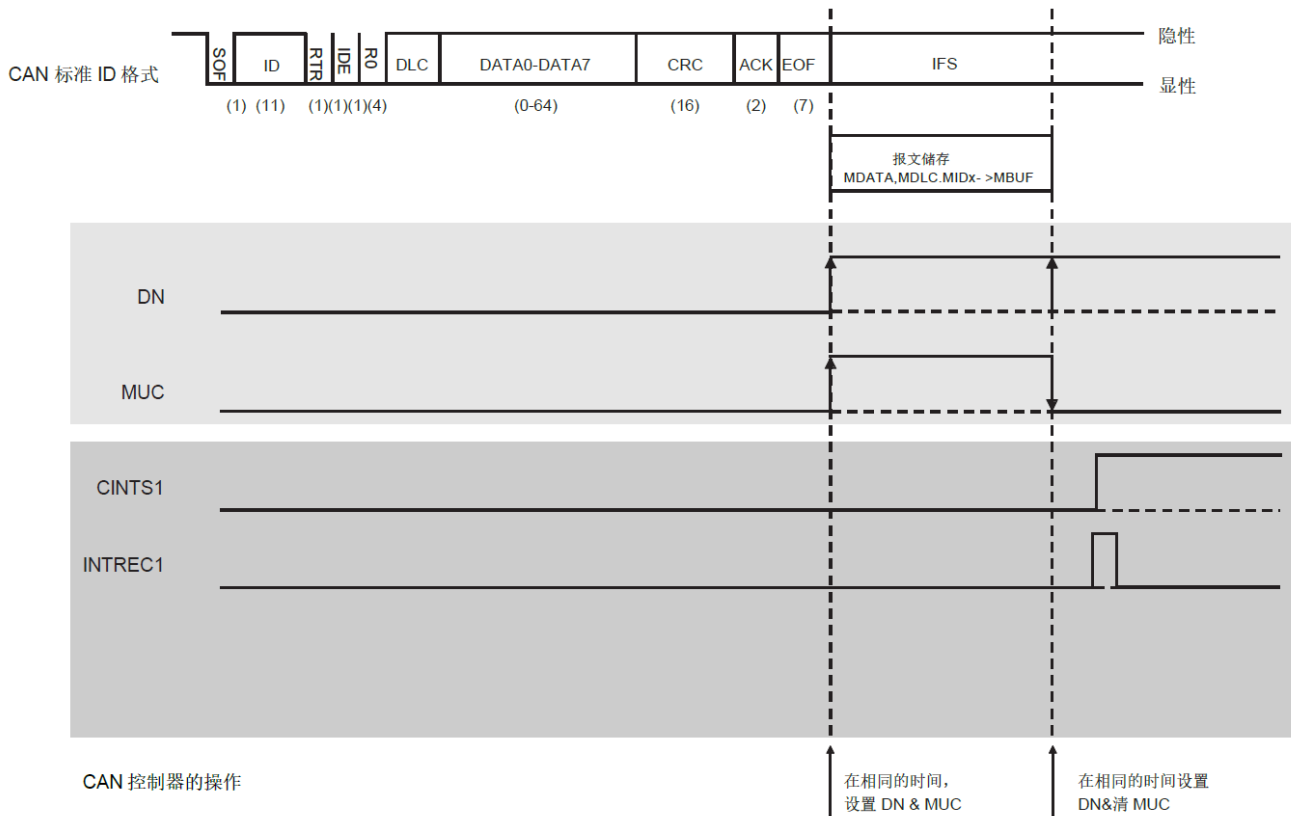 隐性
CAN 标准 ID 格式
SOF
ID
RTR
IDE
R0
DLC
DATA0-DATA7
CRC
ACK
EOF
IFS
显性
(1) (11) (1)(1)(1)(4) (0-64) (16) (2) (7)
报文储存
MDATA,MDLC.MIDx- >MBUF
DN
MUC
CINTS1
INTREC1
CAN 控制器的操作
在相同的时间，
设置 DN & MUC
在相同的时间设置
DN&清 MUC